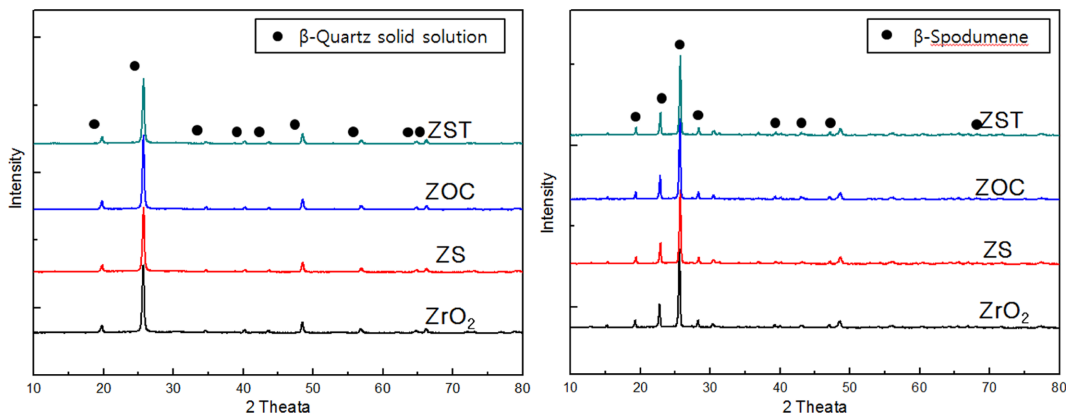 ● β-Quartz solid solution
ZST
ZOC
ZS
ZrO₂
Intensity
10 20 30 40 50 60 70 80
2 Theata
● β-Spodumene
ZST
ZOC
ZS
ZrO₂
Intensity
10 20 30 40 50 60 70 80
2 Theata